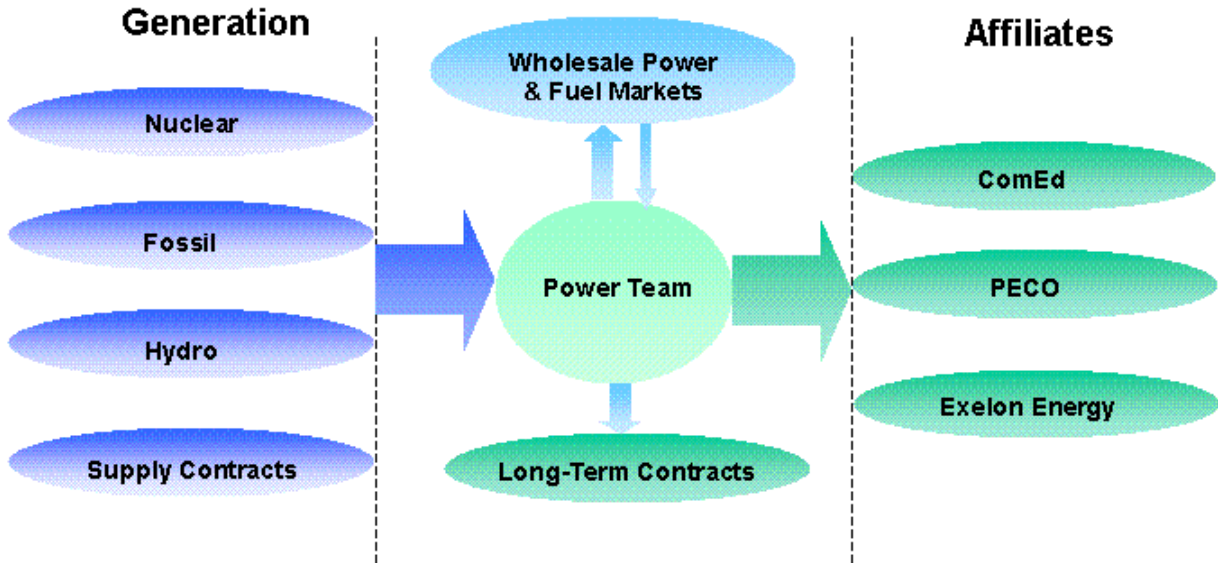 Generation
Nuclear
Fossil
Hydro
Supply Contracts
Wholesale Power
& Fuel Markets
Power Team
Long-Term Contracts
Affiliates
ComEd
PECO
Exelon Energy